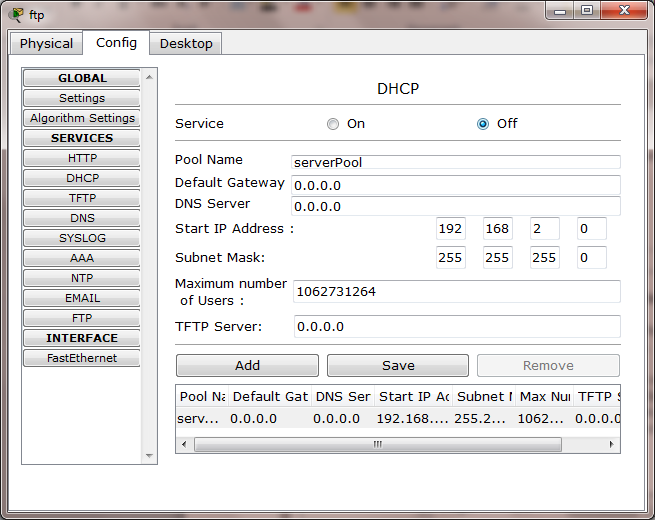 ftp
Physical Config Desktop
GLOBAL
Settings
Algorithm Settings
SERVICES
HTTP
DHCP
TFTP
DNS
SYSLOG
AAA
NTP
EMAIL
FTP
INTERFACE
FastEthernet
DHCP
Service On Off
Pool Name serverPool
Default Gateway 0.0.0.0
DNS Server 0.0.0.0
Start IP Address : 192 168 2 0
Subnet Mask: 255 255 255 0
Maximum number
of Users : 1062731264
TFTP Server: 0.0.0.0
Add Save Remove
Pool Na Default Gat DNS Ser Start IP Ad Subnet M Max Num TFTP S
serv... 0.0.0.0 0.0.0.0 192.168.... 255.2... 1062... 0.0.0.0